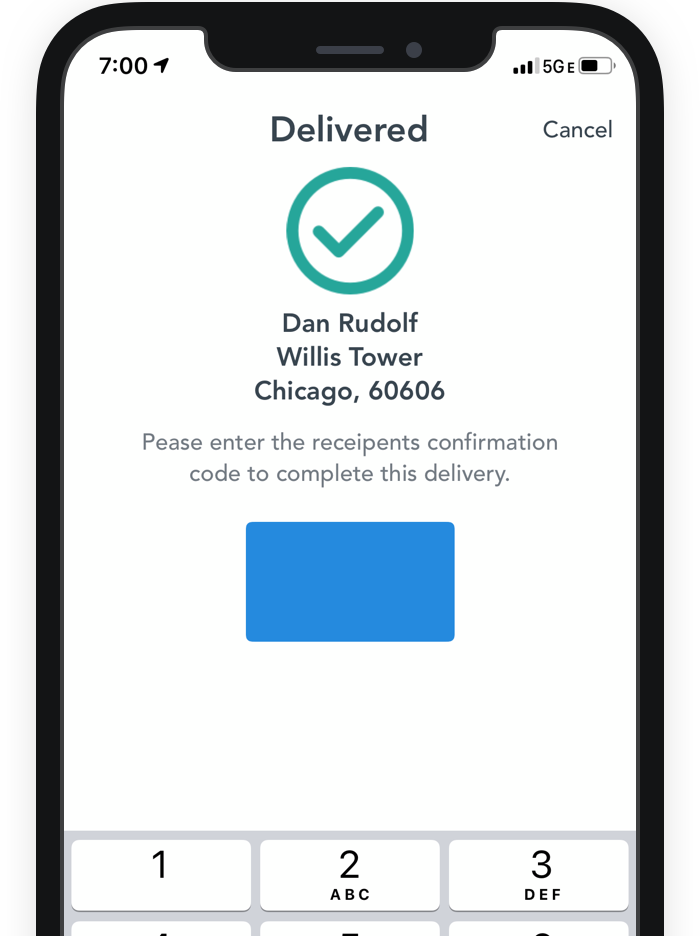 7:00 5GE
Delivered Cancel
Dan Rudolf
Willis Tower
Chicago, 60606
Pease enter the receipents confirmation
code to complete this delivery.
1 2 3
ABC DEF